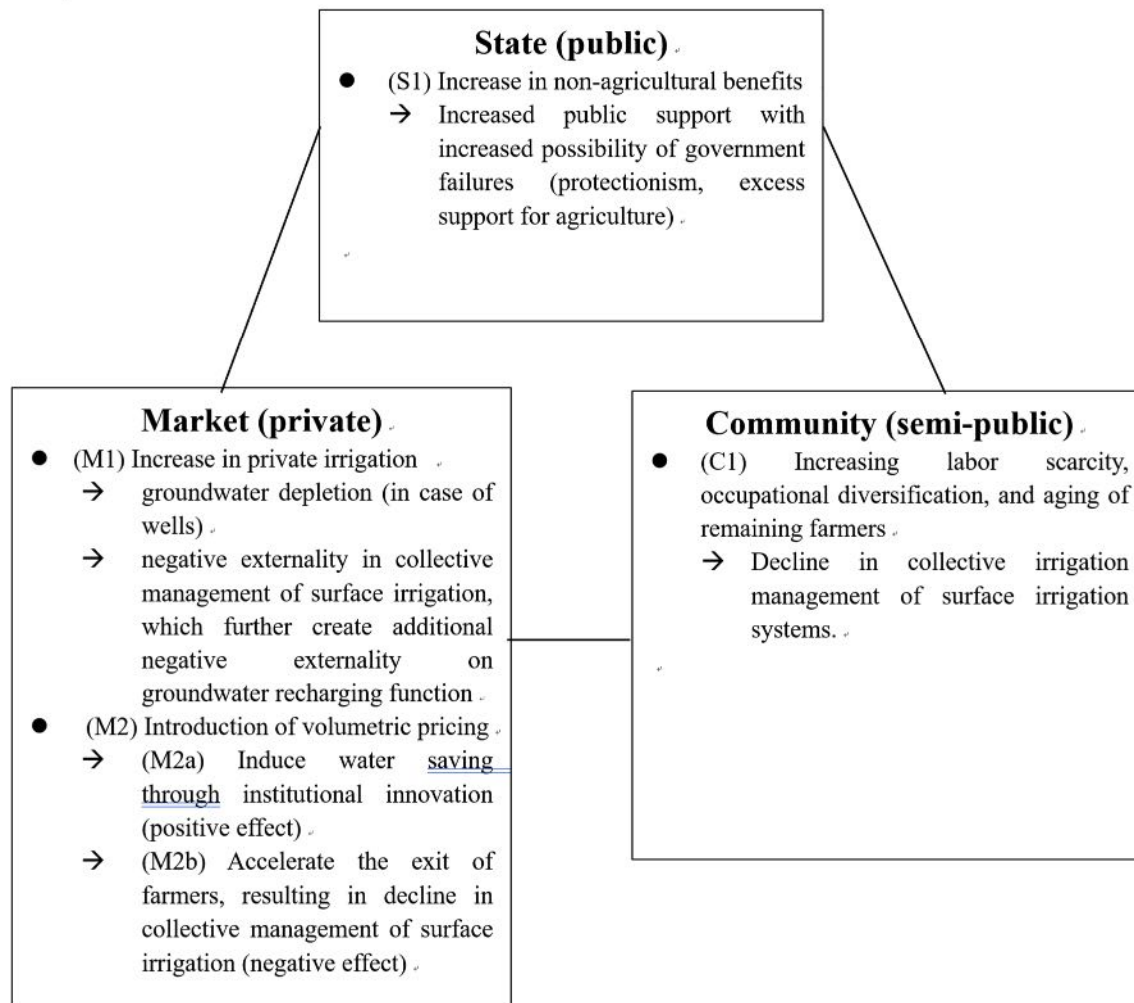 State (public)
● (S1) Increase in non-agricultural benefits
→ Increased public support with
increased possibility of government
failures (protectionism, excess
support for agriculture)
Market (private)
● (M1) Increase in private irrigation
→ groundwater depletion (in case of
wells)
→ negative externality in collective
management of surface irrigation,
which further create additional
negative externality on
groundwater recharging function
● (M2) Introduction of volumetric pricing
→ (M2a) Induce water saving
through institutional innovation
(positive effect)
→ (M2b) Accelerate the exit of
farmers, resulting in decline in
collective management of surface
irrigation (negative effect)
Community (semi-public)
● (C1) Increasing labor scarcity,
occupational diversification, and aging of
remaining farmers
→ Decline in collective irrigation
management of surface irrigation
systems.